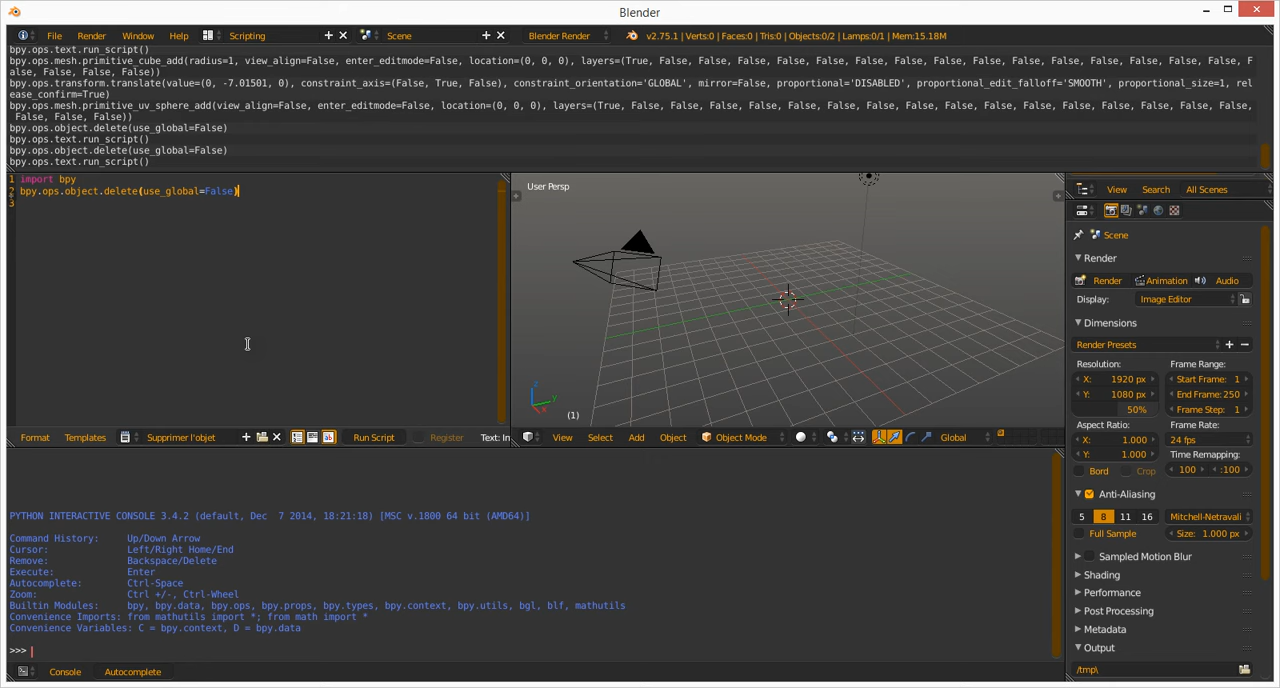 Blender
File Render Window Help Scripting Scene Blender Render v2.75.1 | Verts:0 | Faces:0 | Tris:0 | Objects:0/2 | Lamps:0/1 | Mem:15.18M
bpy.ops.text.run_script()
bpy.ops.mesh.primitive_cube_add(radius=1, view_align=False, enter_editmode=False, location=(0, 0, 0), layers=(True, False, False, False, False, False, False, False, False, False, False, False, False, False, False, False, False, F
alse, False, False))
bpy.ops.transform.translate(value=(0, -7.01501, 0), constraint_axis=(False, True, False), constraint_orientation='GLOBAL', mirror=False, proportional='DISABLED', proportional_edit_falloff='SMOOTH', proportional_size=1, rel
ease_confirm=True)
bpy.ops.mesh.primitive_uv_sphere_add(view_align=False, enter_editmode=False, location=(0, 0, 0), layers=(True, False, False, False, False, False, False, False, False, False, False, False, False, False, False, False, False, False,
False, False))
bpy.ops.object.delete(use_global=False)
bpy.ops.text.run_script()
bpy.ops.object.delete(use_global=False)
bpy.ops.text.run_script()
1 import bpy
2 bpy.ops.object.delete(use_global=False)
3
Format Templates Supprimer l'objet Run Script Register Text: In
User Persp
z
y
x
(1)
View Select Add Object Object Mode Global
PYTHON INTERACTIVE CONSOLE 3.4.2 (default, Dec  7 2014, 18:21:18) [MSC v.1800 64 bit (AMD64)]
Command History: Up/Down Arrow
Cursor: Left/Right Home/End
Remove: Backspace/Delete
Execute: Enter
Autocomplete: Ctrl-Space
Zoom: Ctrl +/-, Ctrl-Wheel
Builtin Modules: bpy, bpy.data, bpy.ops, bpy.props, bpy.types, bpy.context, bpy.utils, bgl, blf, mathutils
Convenience Imports: from mathutils import *; from math import *
Convenience Variables: C = bpy.context, D = bpy.data
>>>
Console Autocomplete
View Search All Scenes
Scene
Render
Render Animation Audio
Display: Image Editor
Dimensions
Render Presets
Resolution: Frame Range:
X: 1920 px Start Frame: 1
Y: 1080 px End Frame: 250
50% Frame Step: 1
Aspect Ratio: Frame Rate:
X: 1.000 24 fps
Y: 1.000 Time Remapping:
Bord Crop 100 :100
Anti-Aliasing
5 8 11 16 Mitchell-Netravali
Full Sample Size: 1.000 px
Sampled Motion Blur
Shading
Performance
Post Processing
Metadata
Output
/tmp\